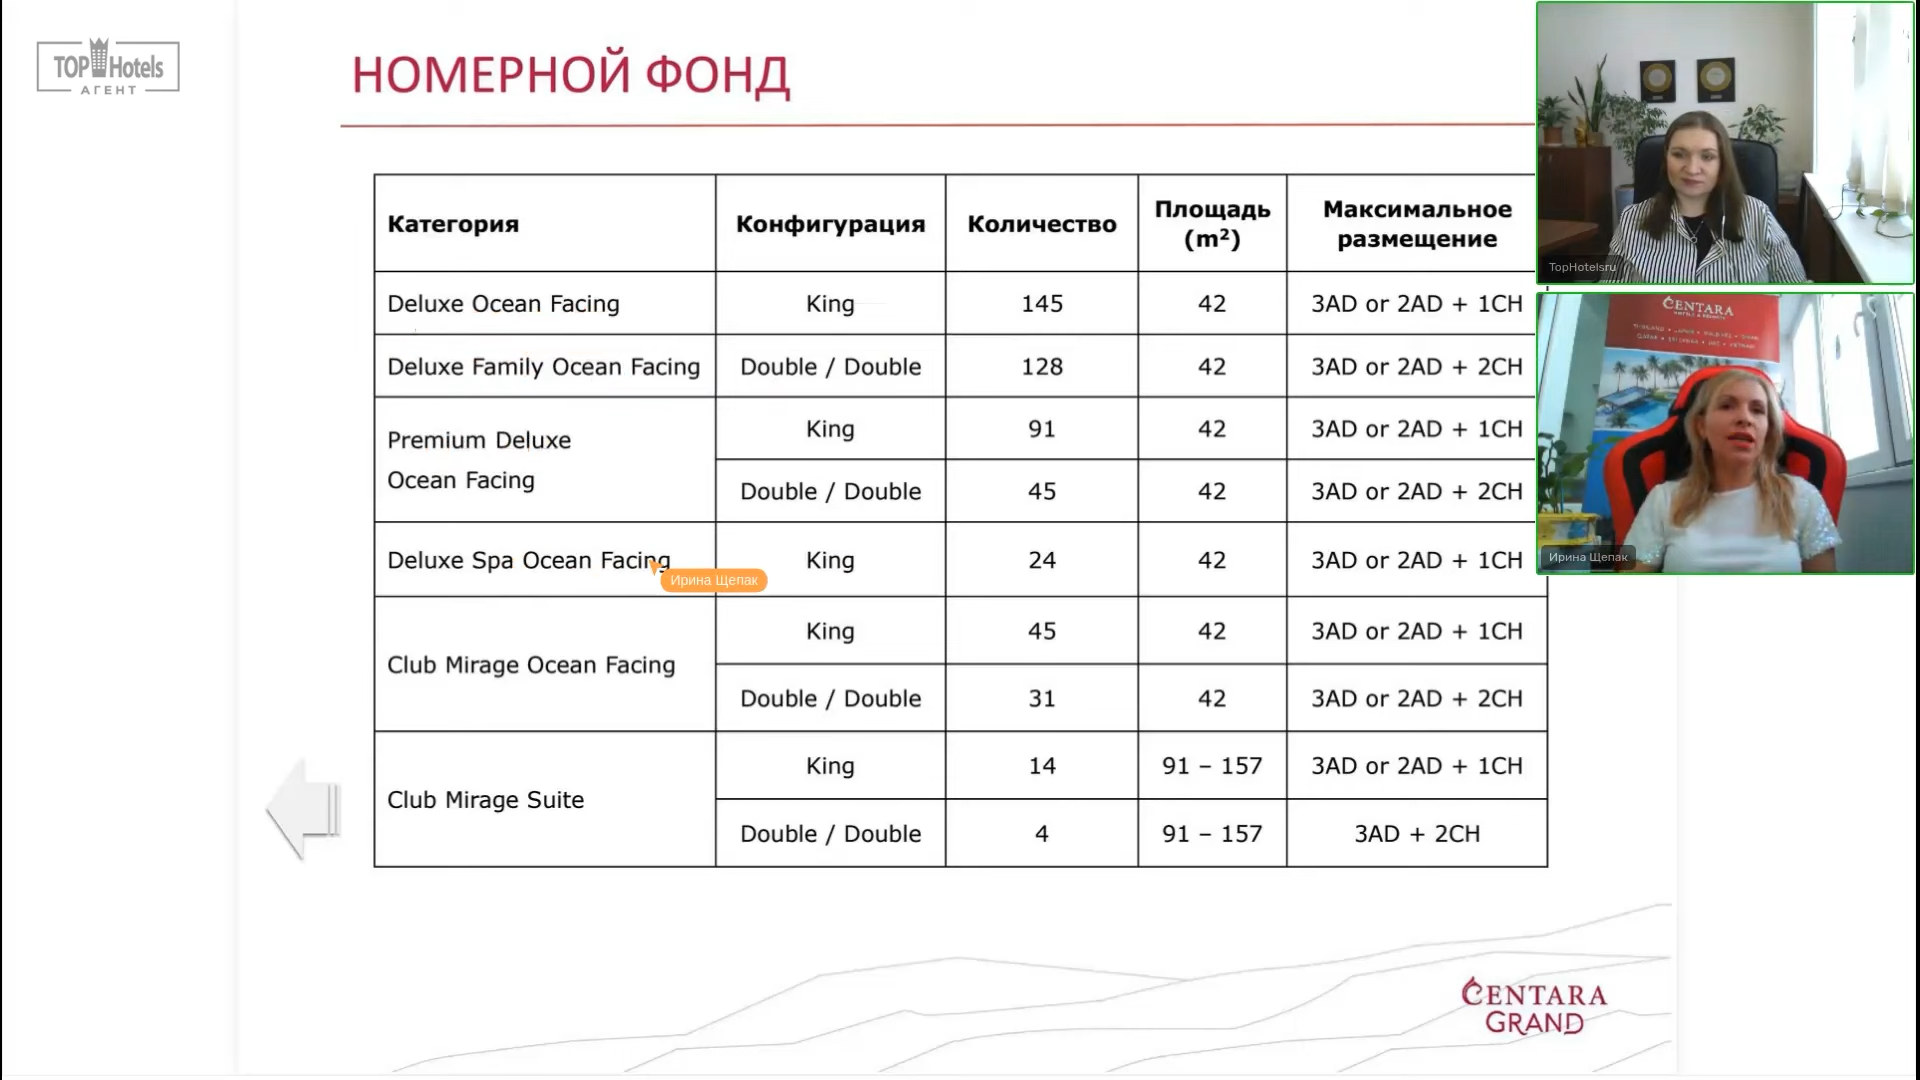 TOP Hotels
АГЕНТ
НОМЕРНОЙ ФОНД
Категория
Конфигурация
Количество
Площадь
(m²)
Максимальное
размещение
Deluxe Ocean Facing
King
145
42
3AD or 2AD + 1CH
Deluxe Family Ocean Facing
Double / Double
128
42
3AD or 2AD + 2CH
Premium Deluxe
Ocean Facing
King
91
42
3AD or 2AD + 1CH
Double / Double
45
42
3AD or 2AD + 2CH
Deluxe Spa Ocean Facing
King
24
42
3AD or 2AD + 1CH
Ирина Щепак
Club Mirage Ocean Facing
King
45
42
3AD or 2AD + 1CH
Double / Double
31
42
3AD or 2AD + 2CH
Club Mirage Suite
King
14
91 – 157
3AD or 2AD + 1CH
Double / Double
4
91 – 157
3AD + 2CH
CENTARA
GRAND
TopHotelsru
CENTARA
Ирина Щепак